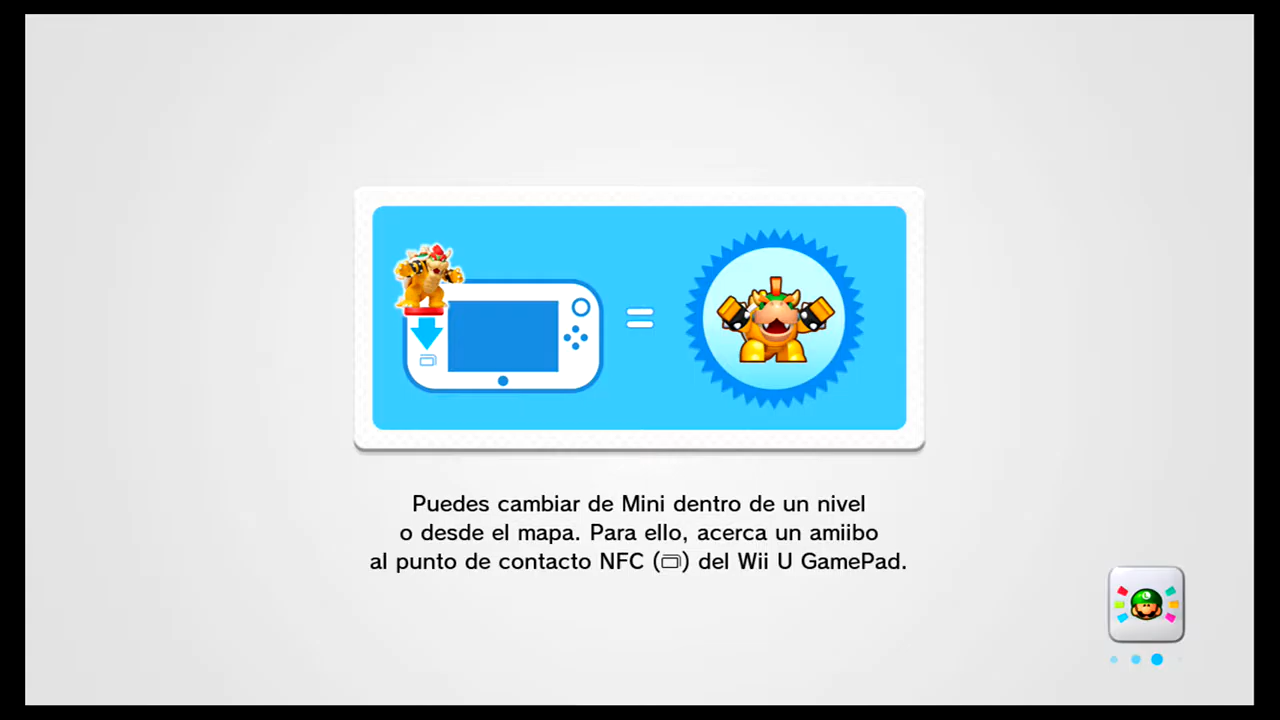 Puedes cambiar de Mini dentro de un nivel
o desde el mapa. Para ello, acerca un amiibo
al punto de contacto NFC (▭) del Wii U GamePad.